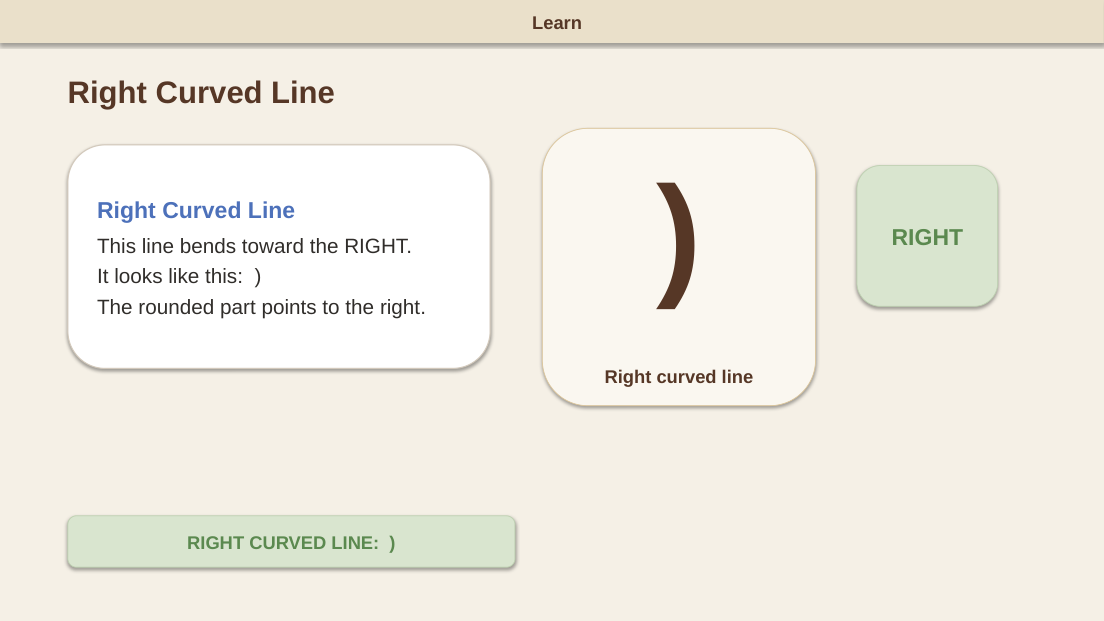 Learn
Right Curved Line
Right Curved Line
This line bends toward the RIGHT.
It looks like this:  )
The rounded part points to the right.
)
Right curved line
RIGHT
RIGHT CURVED LINE:  )